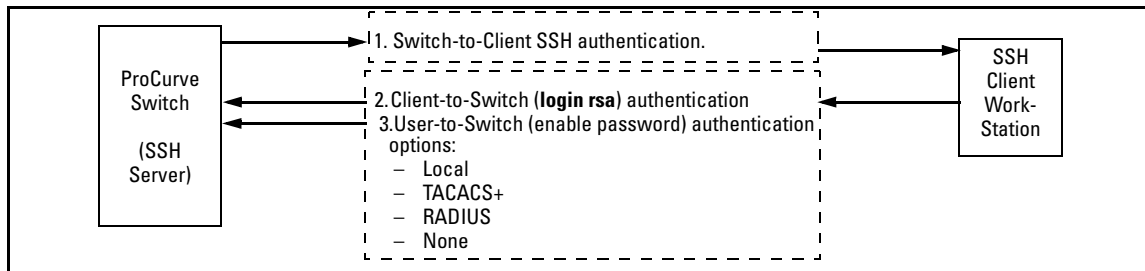 ProCurve
Switch
(SSH
Server)
1. Switch-to-Client SSH authentication.
2.Client-to-Switch (login rsa) authentication
3.User-to-Switch (enable password) authentication
options:
– Local
– TACACS+
– RADIUS
– None
SSH
Client
Work-
Station